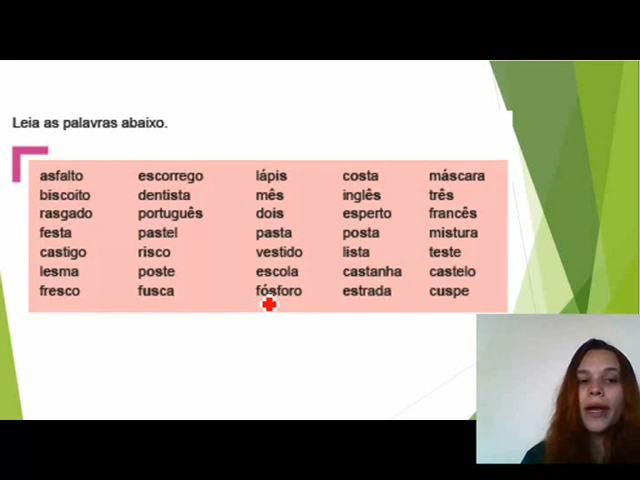 Leia as palavras abaixo.
asfalto escorrego lápis costa máscara
biscoito dentista mês inglês três
rasgado português dois esperto francês
festa pastel pasta posta mistura
castigo risco vestido lista teste
lesma poste escola castanha castelo
fresco fusca fósforo estrada cuspe